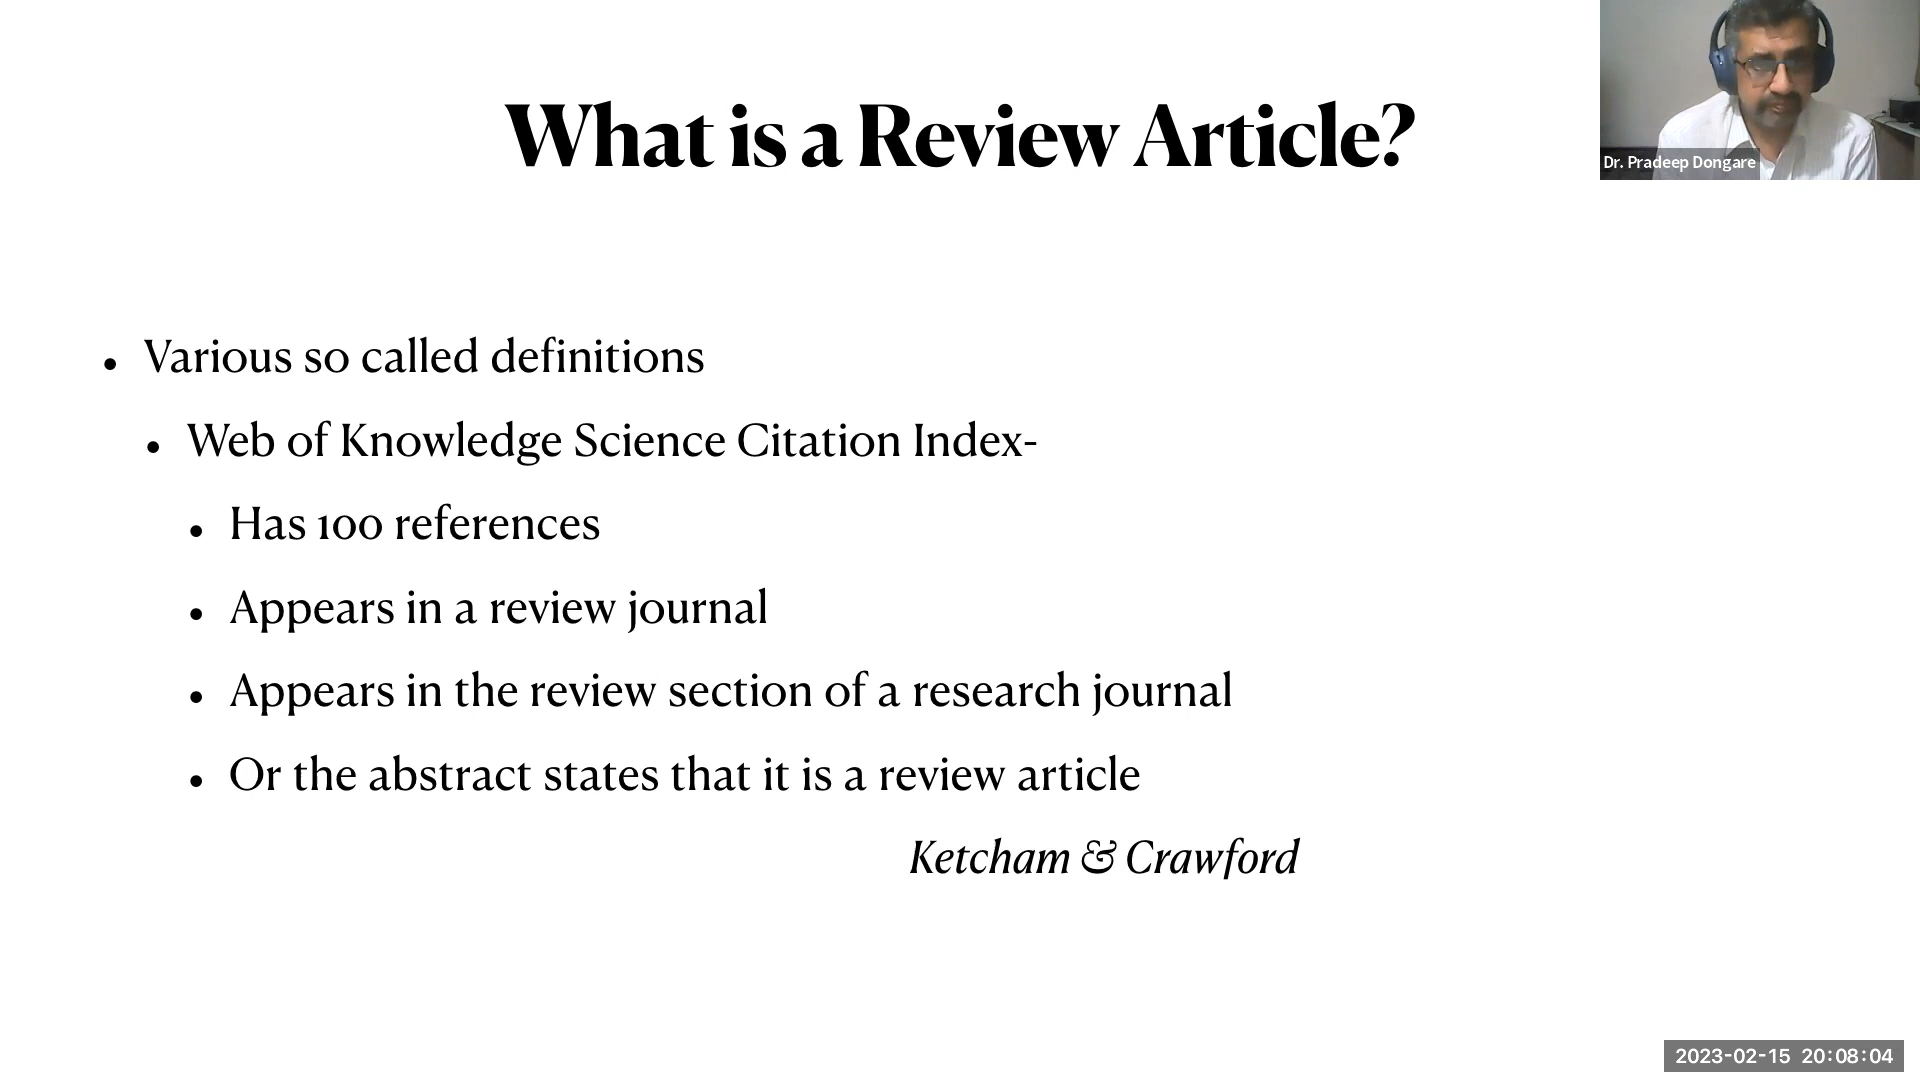 What is a Review Article?
Dr. Pradeep Dongare
• Various so called definitions
• Web of Knowledge Science Citation Index-
• Has 100 references
• Appears in a review journal
• Appears in the review section of a research journal
• Or the abstract states that it is a review article
Ketcham & Crawford
2023-02-15 20:08:04